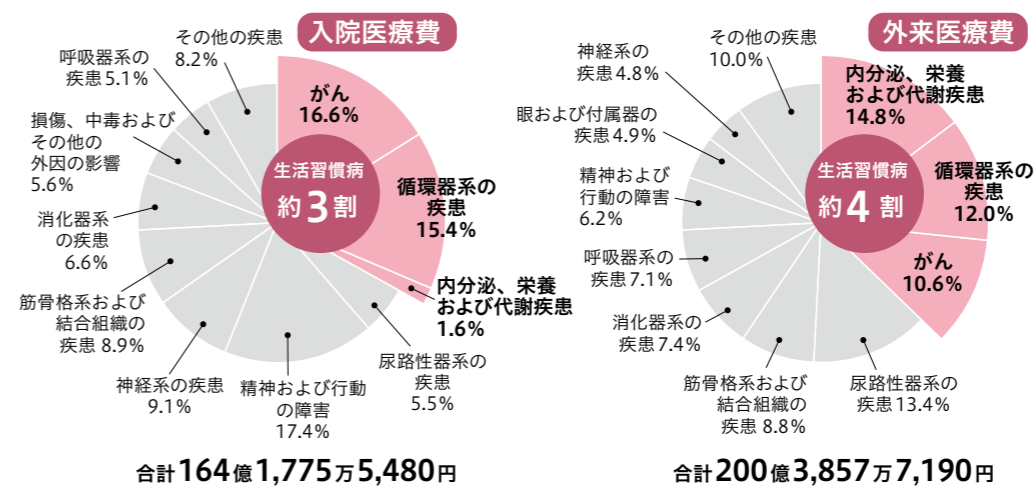 入院医療費
がん
16.6%
循環器系の
疾患
15.4%
内分泌、栄養
および代謝疾患
1.6%
尿路性器系の
疾患
5.5%
精神および行動
の障害
17.4%
神経系の疾患
9.1%
筋骨格系および
結合組織の
疾患 8.9%
消化器系
の疾患
6.6%
損傷、中毒および
その他の
外因の影響
5.6%
呼吸器系の
疾患5.1%
その他の疾患
8.2%
生活習慣病
約3割
合計164億1,775万5,480円
外来医療費
内分泌、栄養
および代謝疾患
14.8%
循環器系の
疾患
12.0%
がん
10.6%
尿路性器系の
疾患13.4%
筋骨格系および
結合組織の
疾患 8.8%
消化器系の
疾患7.4%
呼吸器系の
疾患7.1%
精神および
行動の障害
6.2%
眼および付属器の
疾患4.9%
神経系の
疾患4.8%
その他の疾患
10.0%
生活習慣病
約4割
合計200億3,857万7,190円